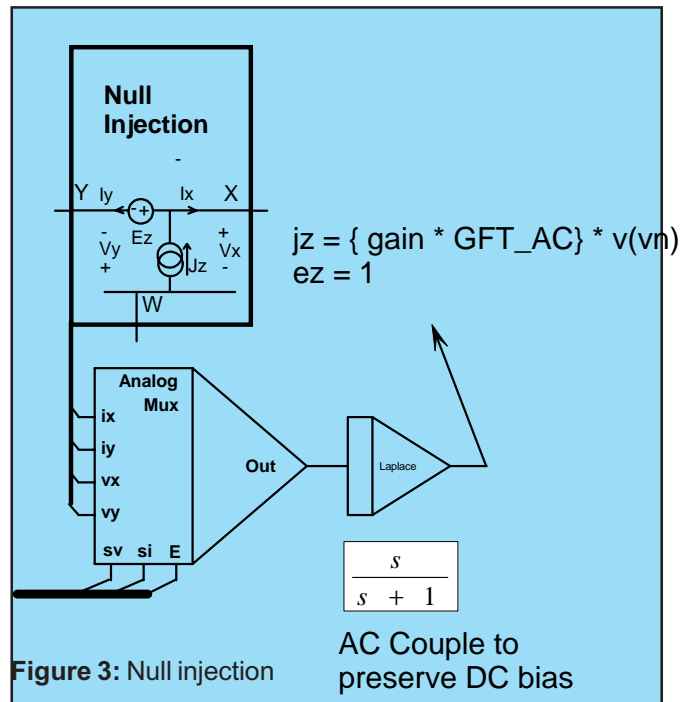 Null
Injection
-
Y Iy Ix X
- +
Ez
- +
Vy Jz Vx
+ -
W
jz = { gain * GFT_AC} * v(vn)
ez = 1
Analog
Mux
ix
iy
vx
vy
Out
Laplace
sv si E
s
s + 1
AC Couple to
preserve DC bias
Figure 3: Null injection